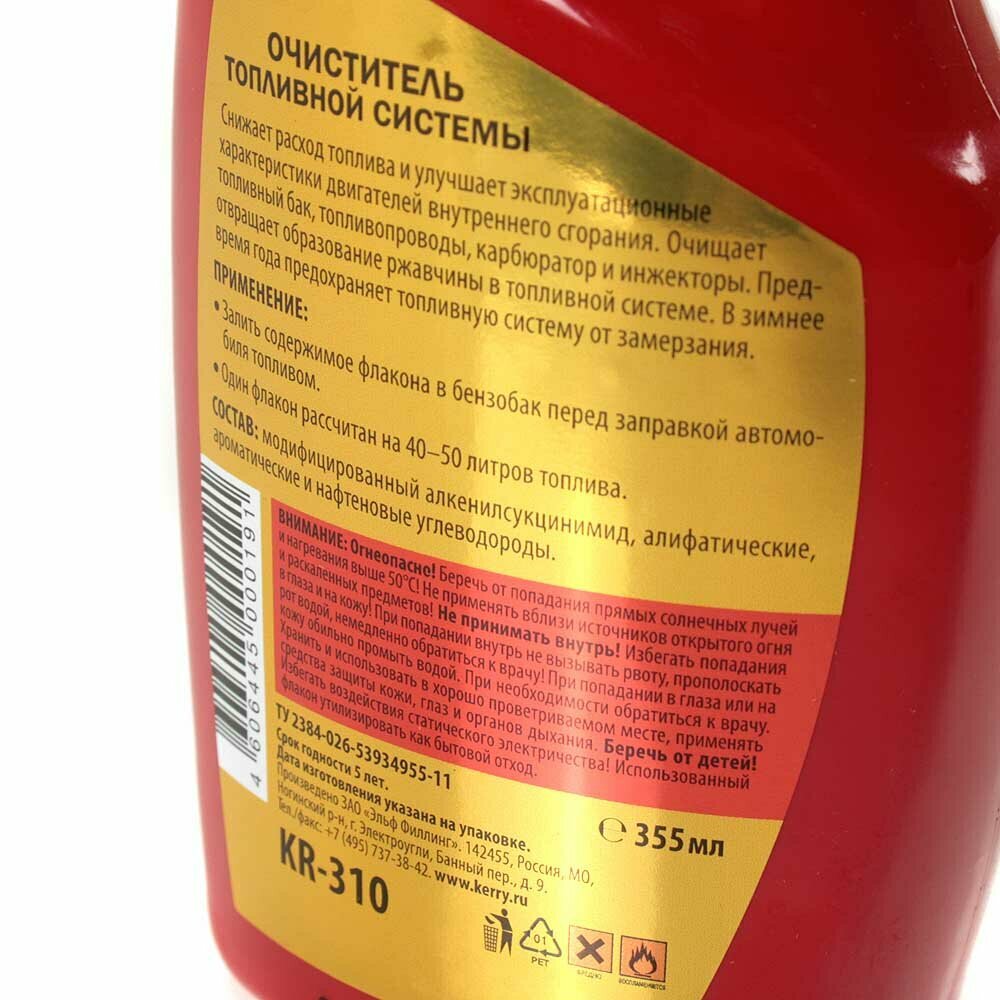 ОЧИСТИТЕЛЬ
ТОПЛИВНОЙ СИСТЕМЫ
Снижает расход топлива и улучшает эксплуатационные
характеристики двигателей внутреннего сгорания. Очищает
топливный бак, топливопроводы, карбюратор и инжекторы. Пред-
отвращает образование ржавчины в топливной системе. В зимнее
время года предохраняет топливную систему от замерзания.
ПРИМЕНЕНИЕ:
• Залить содержимое флакона в бензобак перед заправкой автомо-
биля топливом.
• Один флакон рассчитан на 40–50 литров топлива.
СОСТАВ: модифицированный алкенилсукцинимид, алифатические,
ароматические и нафтеновые углеводороды.
ВНИМАНИЕ: Огнеопасно! Беречь от попадания прямых солнечных лучей
и нагревания выше 50°С! Не применять вблизи источников открытого огня
и раскаленных предметов! Не принимать внутрь! Избегать попадания
в глаза и на кожу! При попадании внутрь не вызывать рвоту, прополоскать
рот водой, немедленно обратиться к врачу! При попадании в глаза или на
кожу обильно промыть водой. При необходимости обратиться к врачу.
Хранить и использовать в хорошо проветриваемом месте, применять
средства защиты кожи, глаз и органов дыхания. Беречь от детей!
Избегать воздействия статического электричества! Использованный
флакон утилизировать как бытовой отход.
4 606445 000191
ТУ 2384-026-53934955-11
Срок годности 5 лет.
Дата изготовления указана на упаковке.
Произведено ЗАО «Эльф Филлинг». 142455, Россия, МО,
Ногинский р-н, г. Электроугли, Банный пер., д. 9.
Тел./факс: +7 (495) 737-38-42. www.kerry.ru
℮ 355мл
KR-310
01
PET
ВРЕДНО
ВОСПЛАМЕНЯЕТСЯ